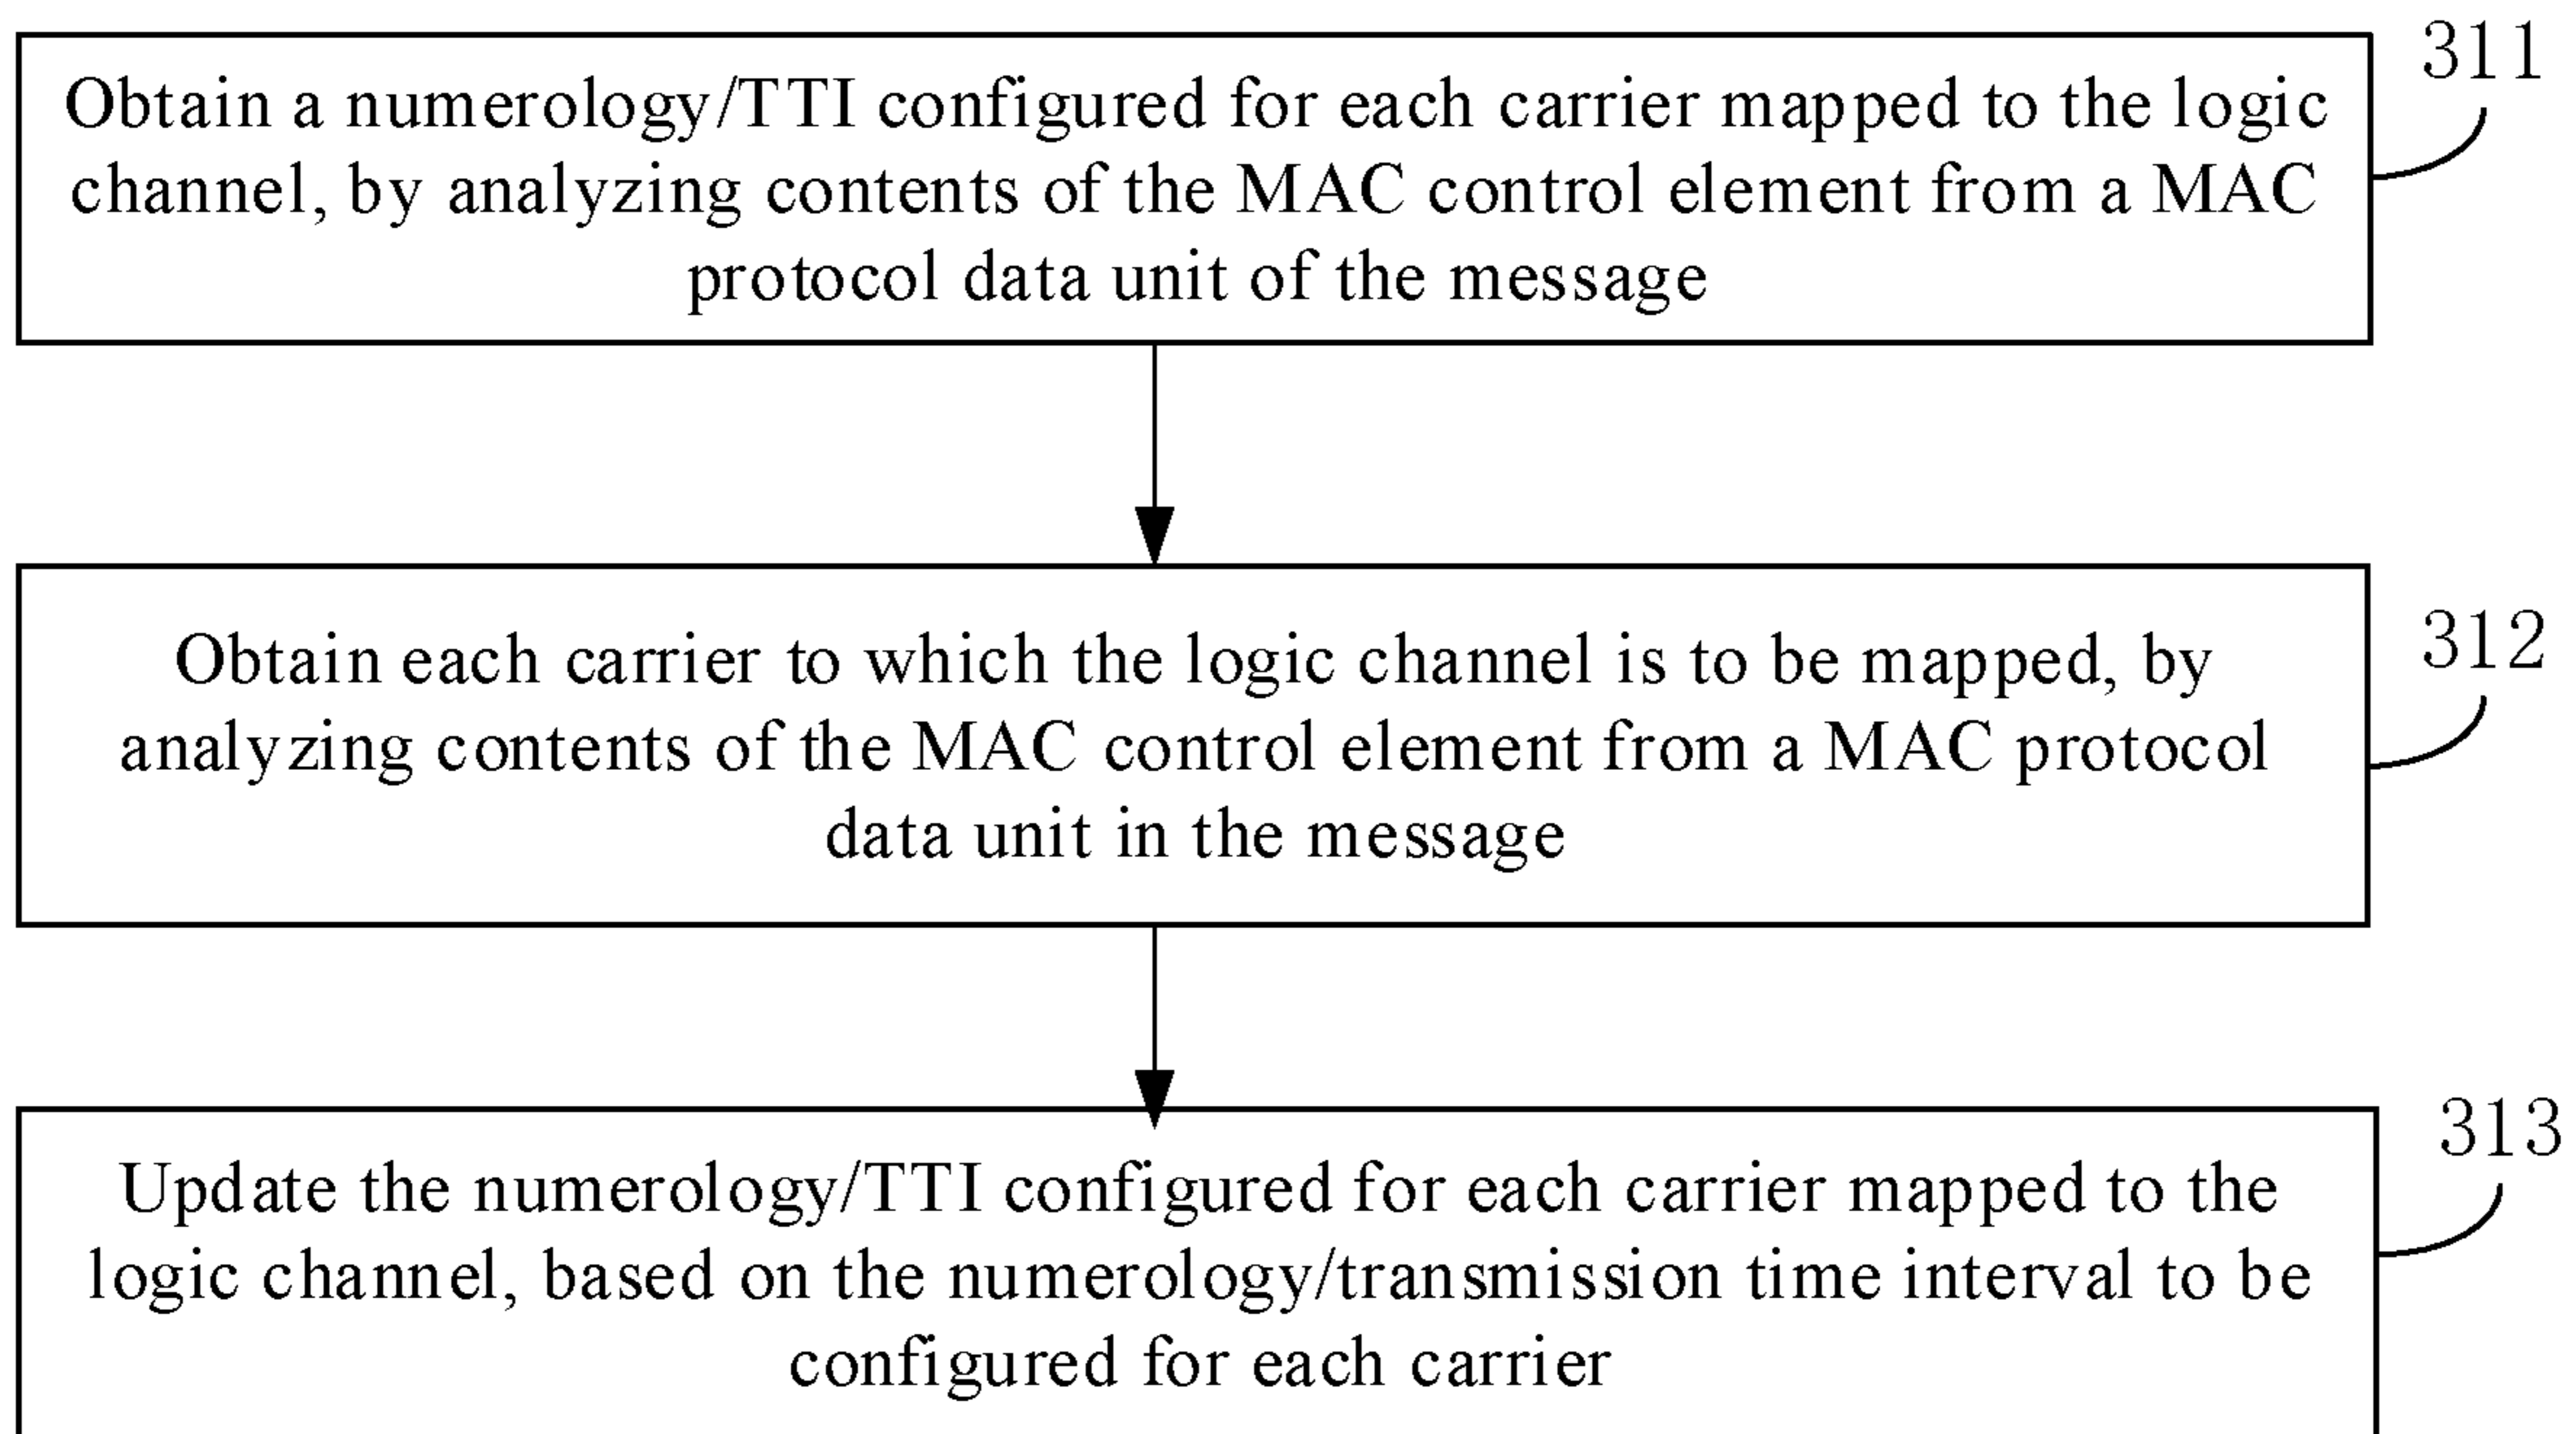 311
Obtain a numerology/TTI configured for each carrier mapped to the logic
channel, by analyzing contents of the MAC control element from a MAC
protocol data unit of the message
312
Obtain each carrier to which the logic channel is to be mapped, by
analyzing contents of the MAC control element from a MAC protocol
data unit in the message
313
Update the numerology/TTI configured for each carrier mapped to the
logic channel, based on the numerology/transmission time interval to be
configured for each carrier